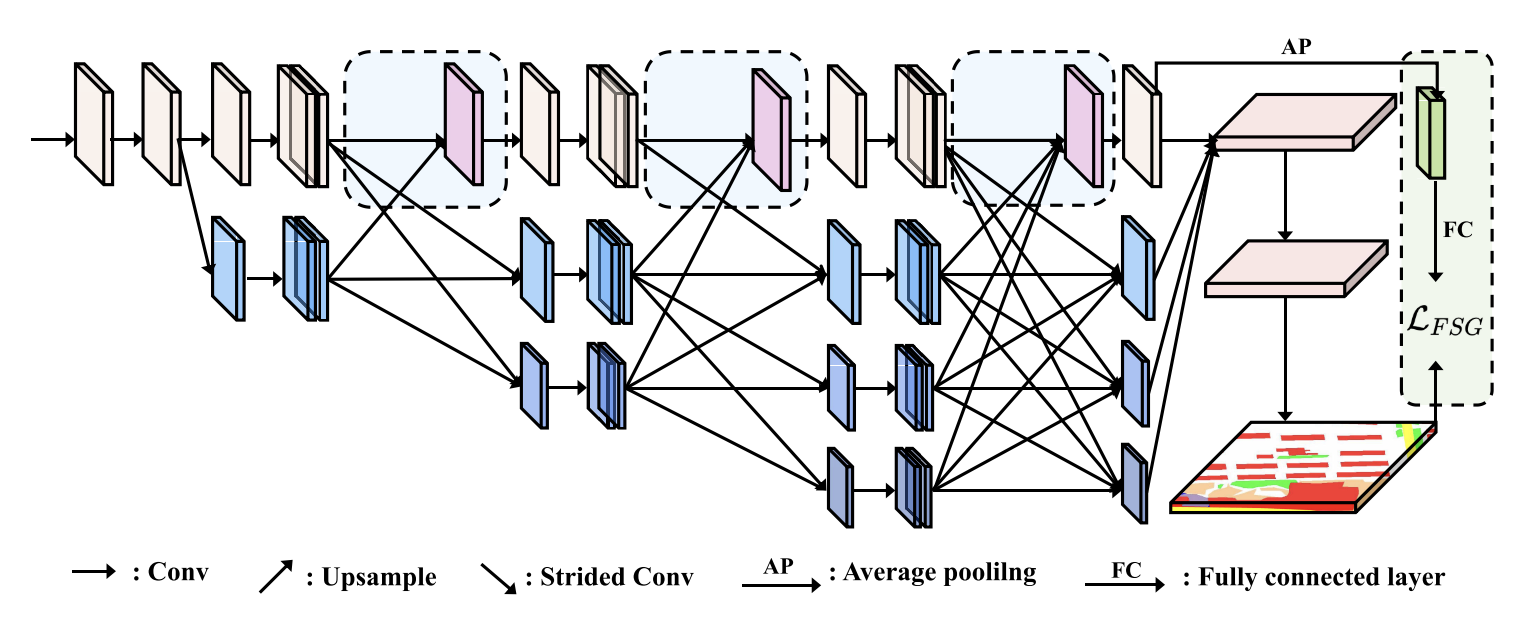 AP
FC
ℒ_FSG
: Conv
: Upsample
: Strided Conv
AP
: Average poolilng
FC
: Fully connected layer